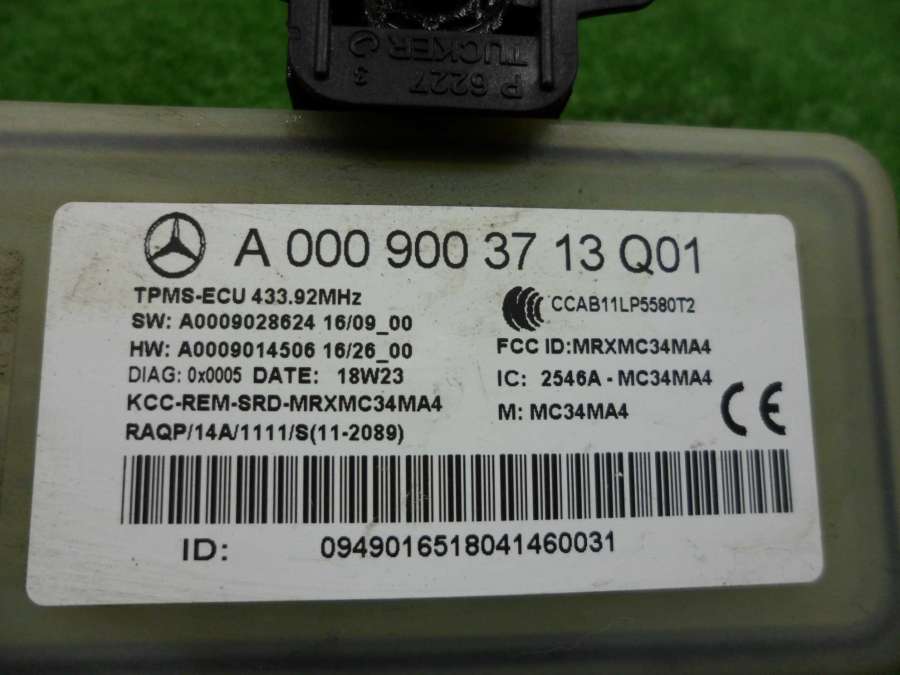 TUCKER
P 6227 3
A 000 900 37 13 Q01
TPMS-ECU 433.92MHz
SW: A0009028624 16/09_00
HW: A0009014506 16/26_00
DIAG: 0x0005 DATE: 18W23
KCC-REM-SRD-MRXMC34MA4
RAQP/14A/1111/S(11-2089)
CCAB11LP5580T2
FCC ID:MRXMC34MA4
IC: 2546A - MC34MA4
M: MC34MA4
CE
ID: 0949016518041460031